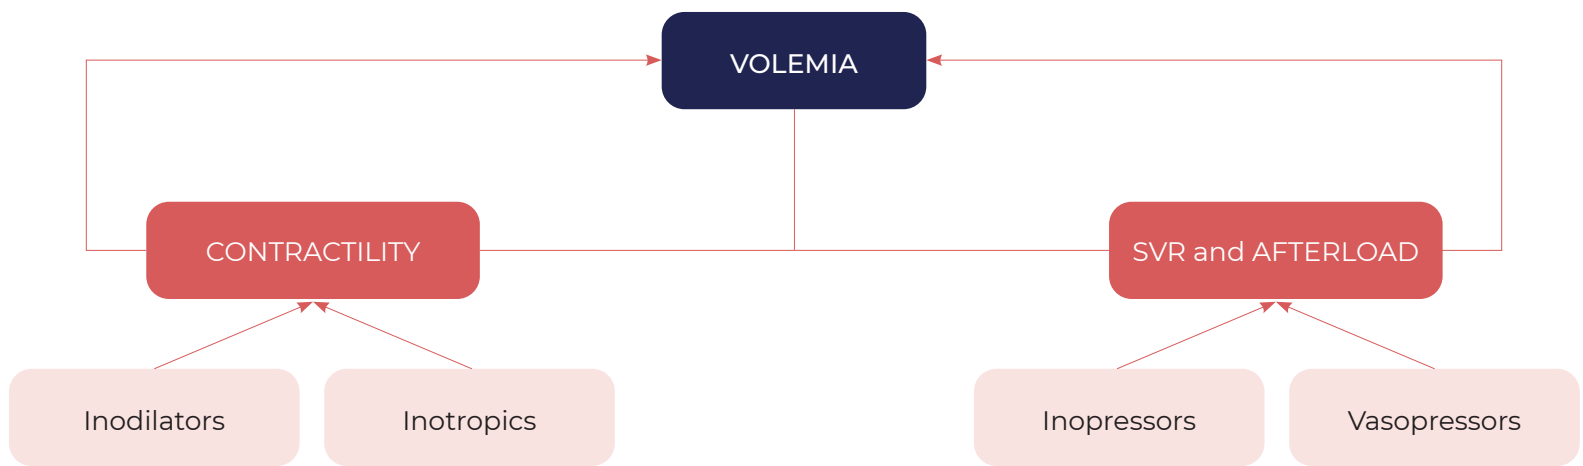 VOLEMIA
CONTRACTILITY
SVR and AFTERLOAD
Inodilators
Inotropics
Inopressors
Vasopressors